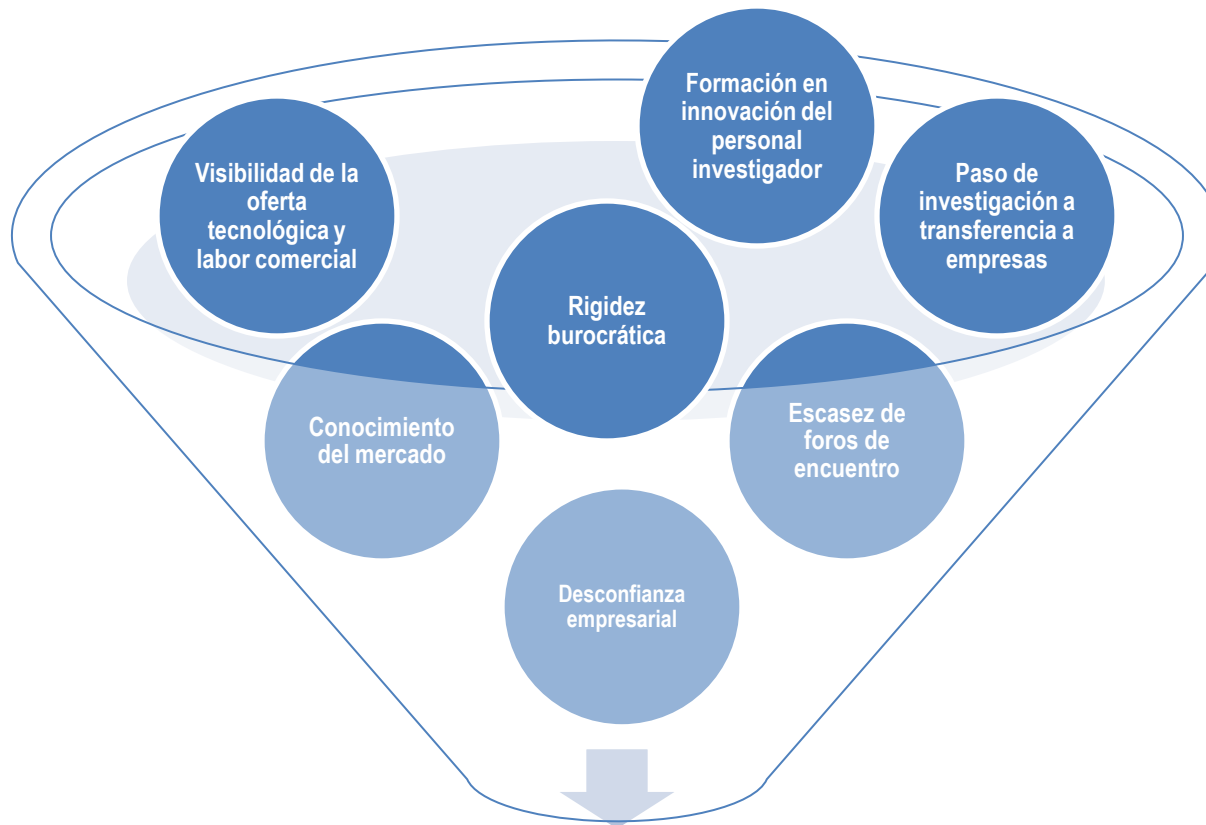 Formación en
innovación del
personal
investigador
Visibilidad de la
oferta
tecnológica y
labor comercial
Paso de
investigación a
transferencia a
empresas
Rigidez
burocrática
Conocimiento
del mercado
Escasez de
foros de
encuentro
Desconfianza
empresarial